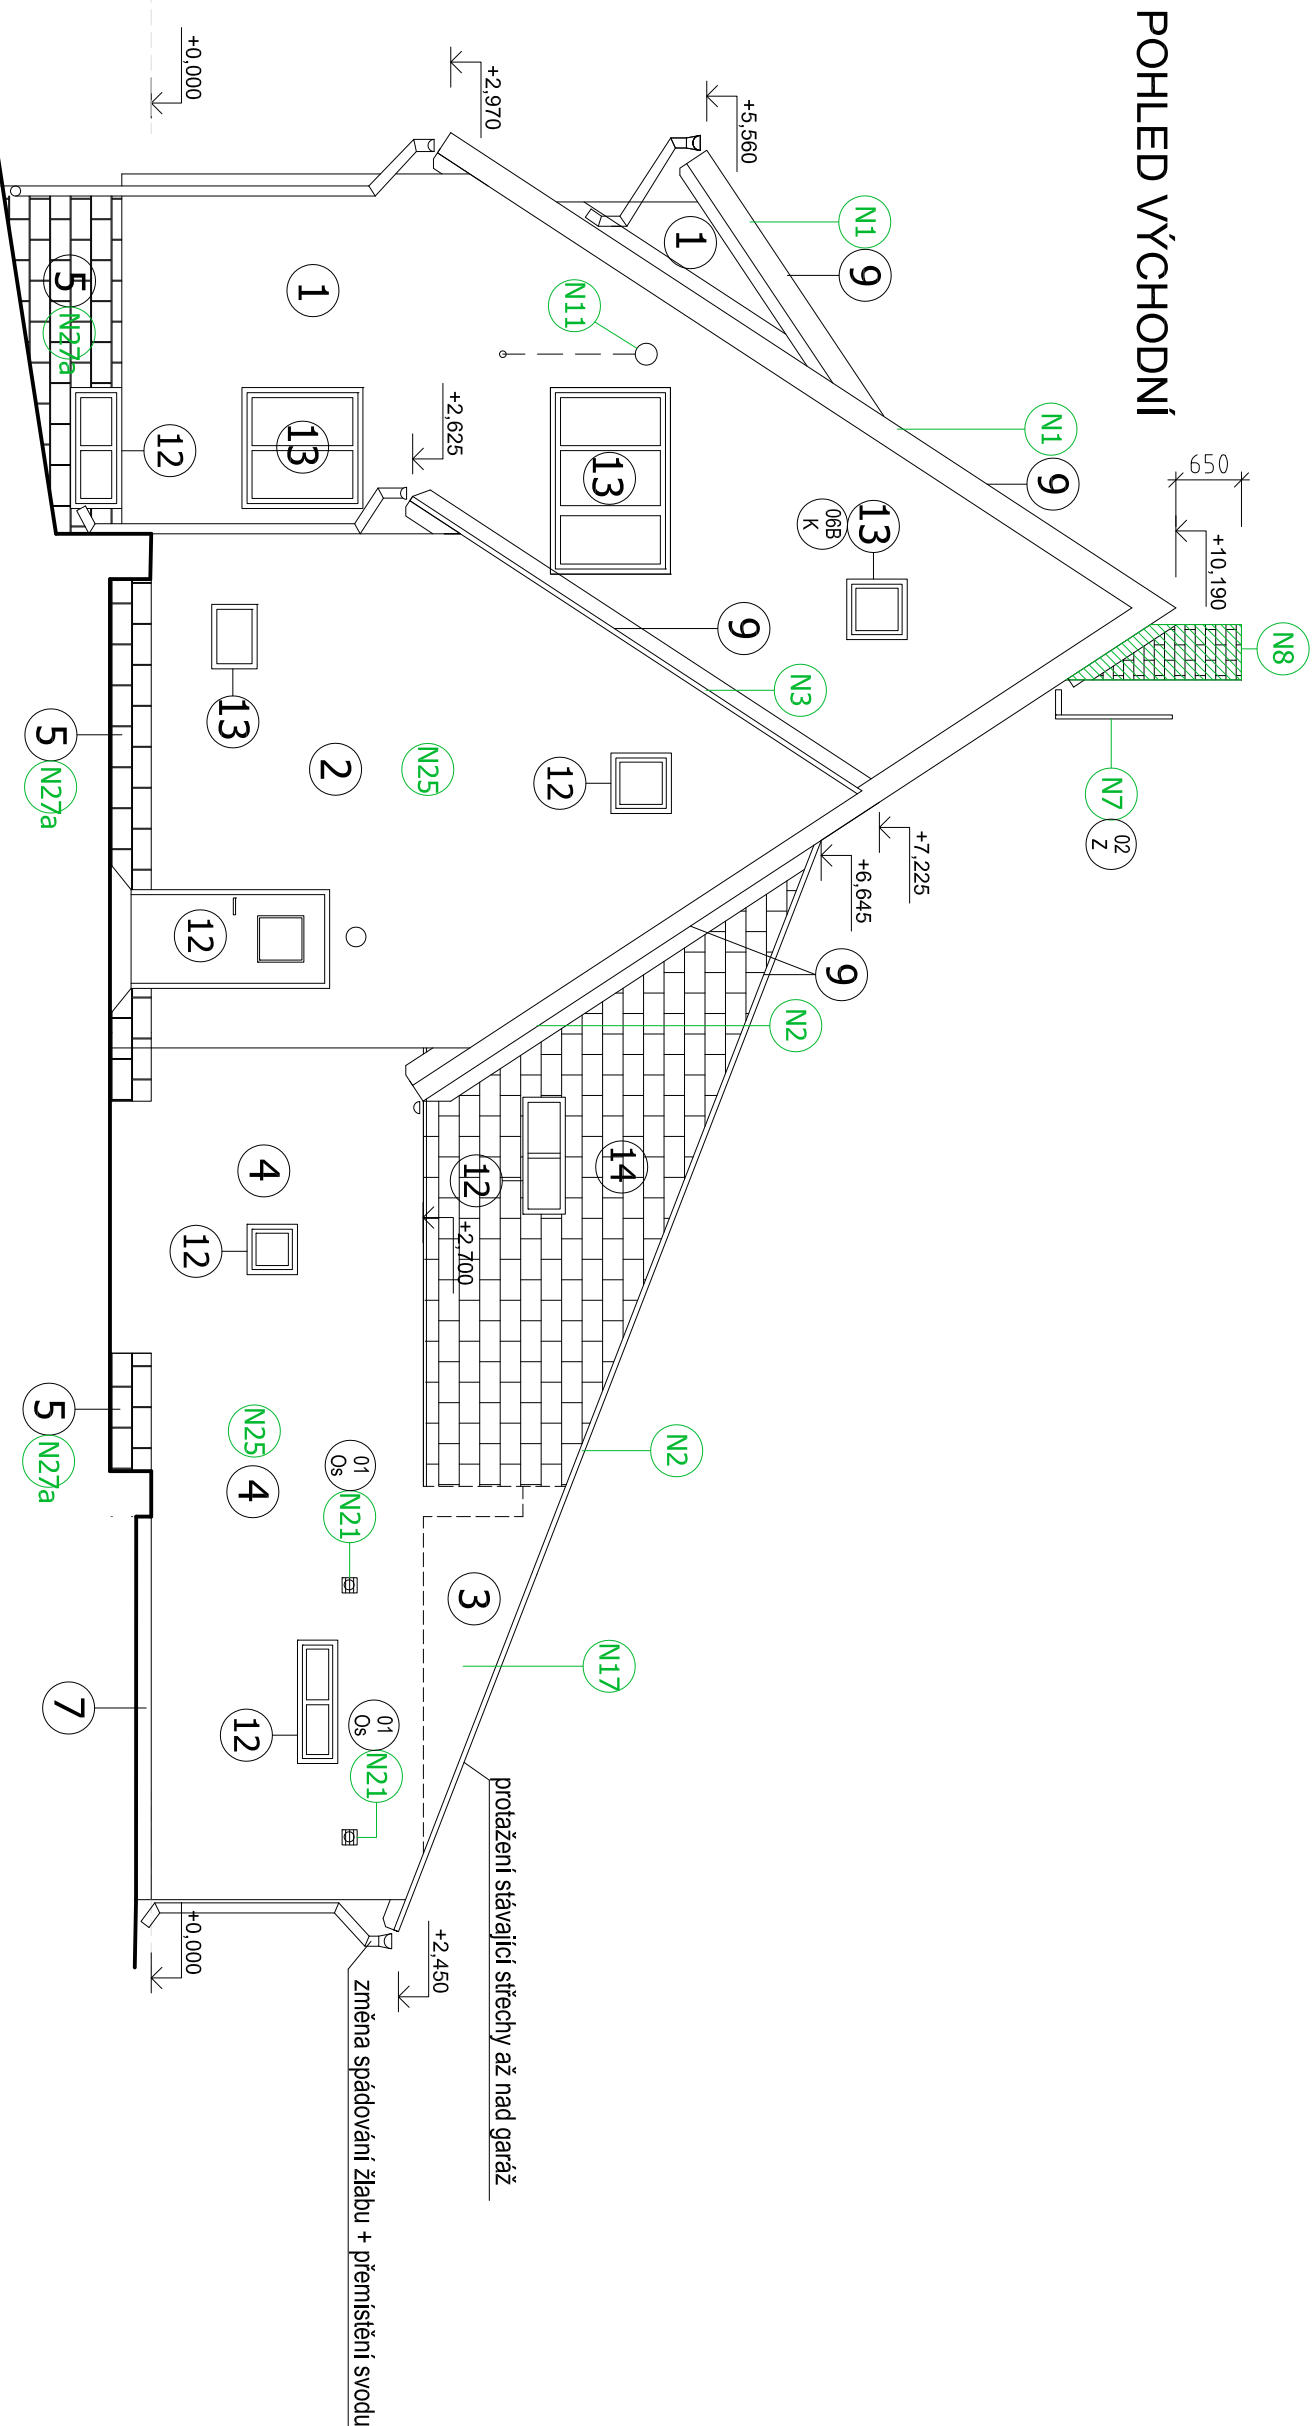 POHLED VÝCHODNÍ
650
+10,190
N8
N7
02
Z
N1
9
N1
9
+5,560
1
13
06B
K
9
N3
+7,225
+6,645
9
N2
N11
13
12
+2,970
+2,625
14
12
+2,700
N2
N17
3
protažení stávající střechy až nad garáž
1
13
2
N25
13
12
4
12
N25
4
01
Os
N21
01
Os
N21
12
+2,450
změna spádování žlabu + přemístění svodu
+0,000
12
+0,000
5
N27a
5
N27a
5
N27a
7